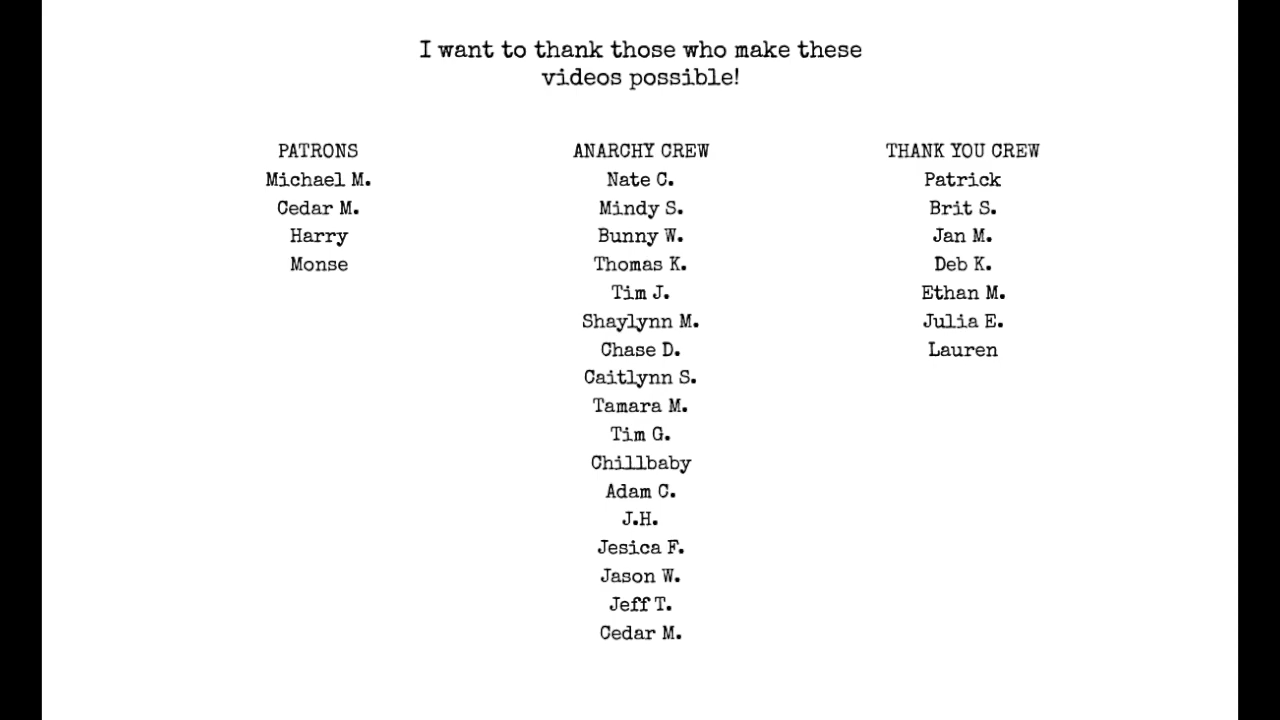 I want to thank those who make these
videos possible!
PATRONS
Michael M.
Cedar M.
Harry
Monse
ANARCHY CREW
Nate C.
Mindy S.
Bunny W.
Thomas K.
Tim J.
Shaylynn M.
Chase D.
Caitlynn S.
Tamara M.
Tim G.
Chillbaby
Adam C.
J.H.
Jesica F.
Jason W.
Jeff T.
Cedar M.
THANK YOU CREW
Patrick
Brit S.
Jan M.
Deb K.
Ethan M.
Julia E.
Lauren